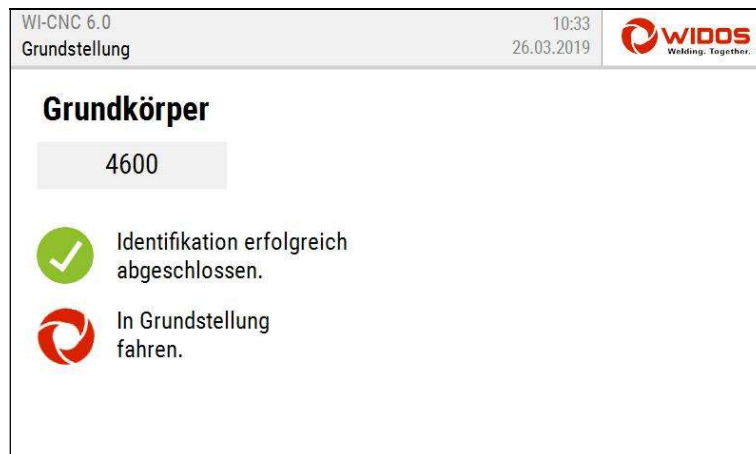 WI-CNC 6.0
10:33
Grundstellung
26.03.2019
WIDOS
Welding. Together.
Grundkörper
4600
Identifikation erfolgreich
abgeschlossen.
In Grundstellung
fahren.